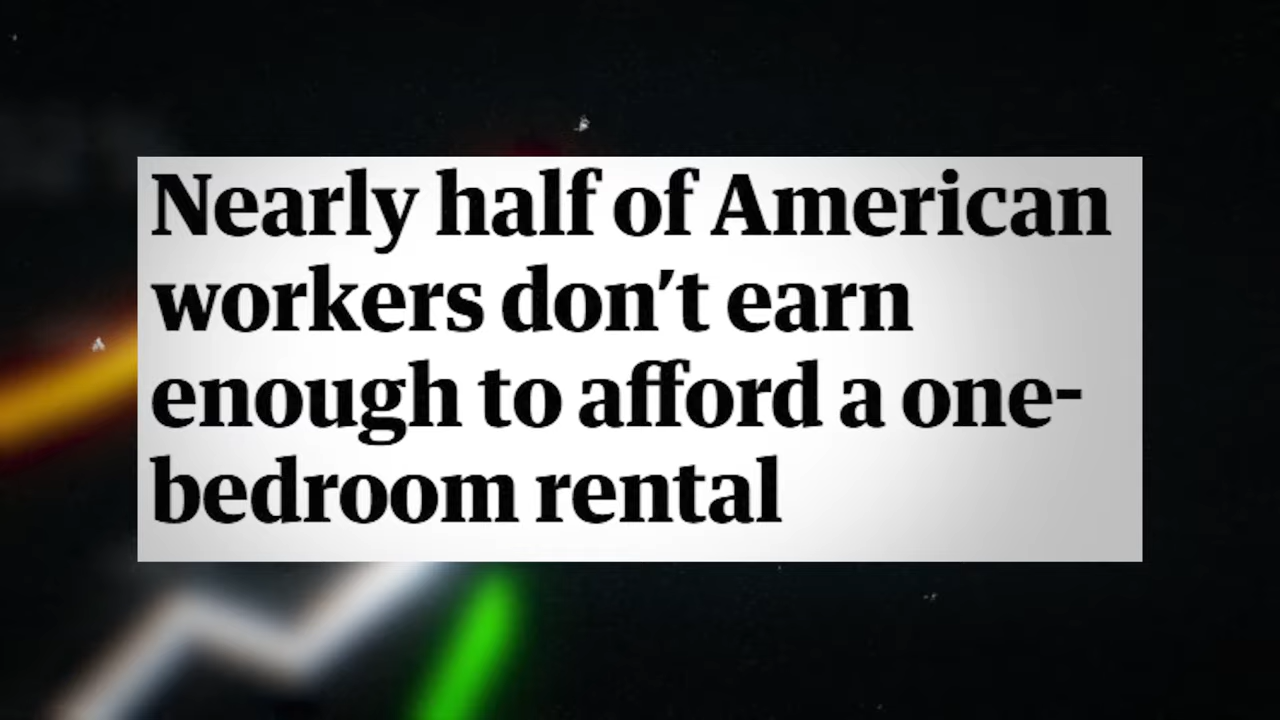 Nearly half of American
workers don’t earn
enough to afford a one-
bedroom rental